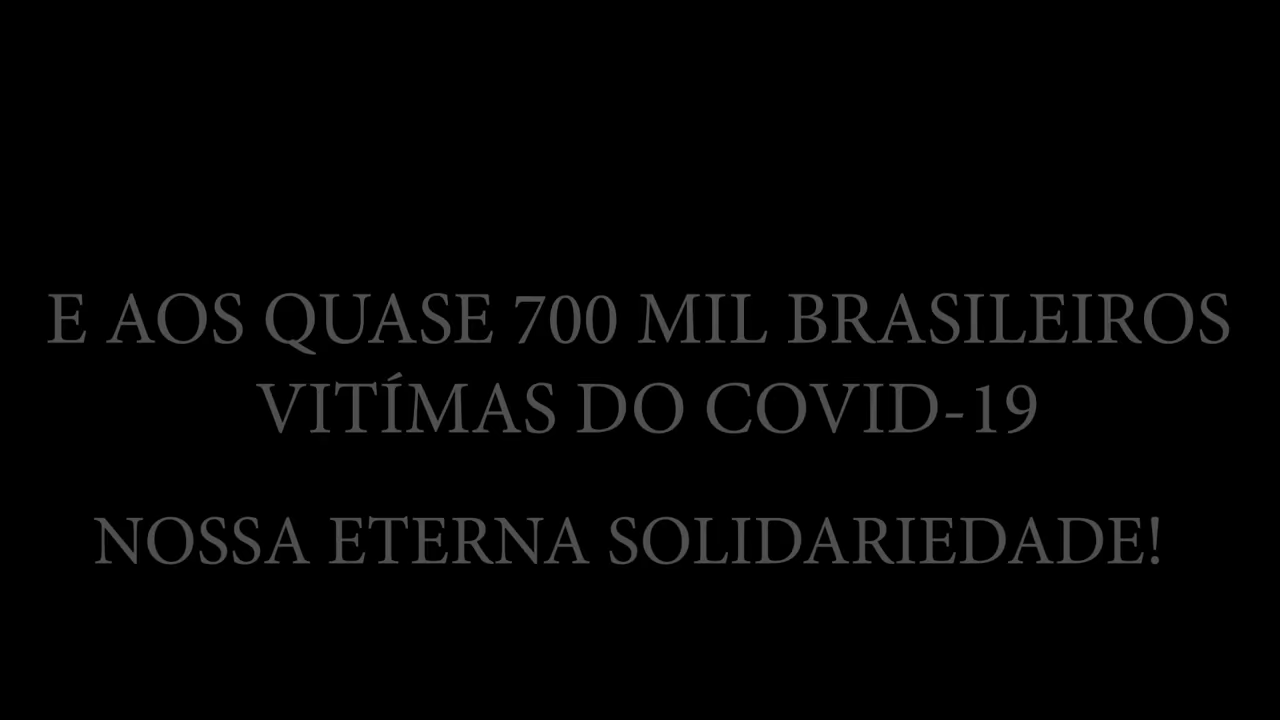 E AOS QUASE 700 MIL BRASILEIROS
VITÍMAS DO COVID-19
NOSSA ETERNA SOLIDARIEDADE!